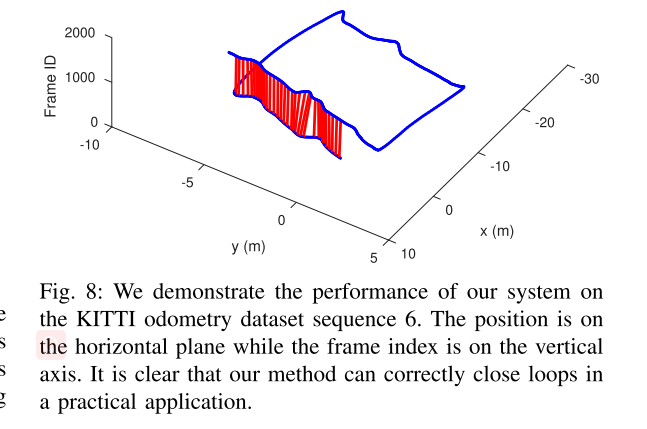 2000
Frame ID
1000
0
-10
-5
0
5
y (m)
-30
-20
-10
0
10
x (m)
Fig. 8: We demonstrate the performance of our system on
the KITTI odometry dataset sequence 6. The position is on
the horizontal plane while the frame index is on the vertical
axis. It is clear that our method can correctly close loops in
a practical application.
e
s
s
g